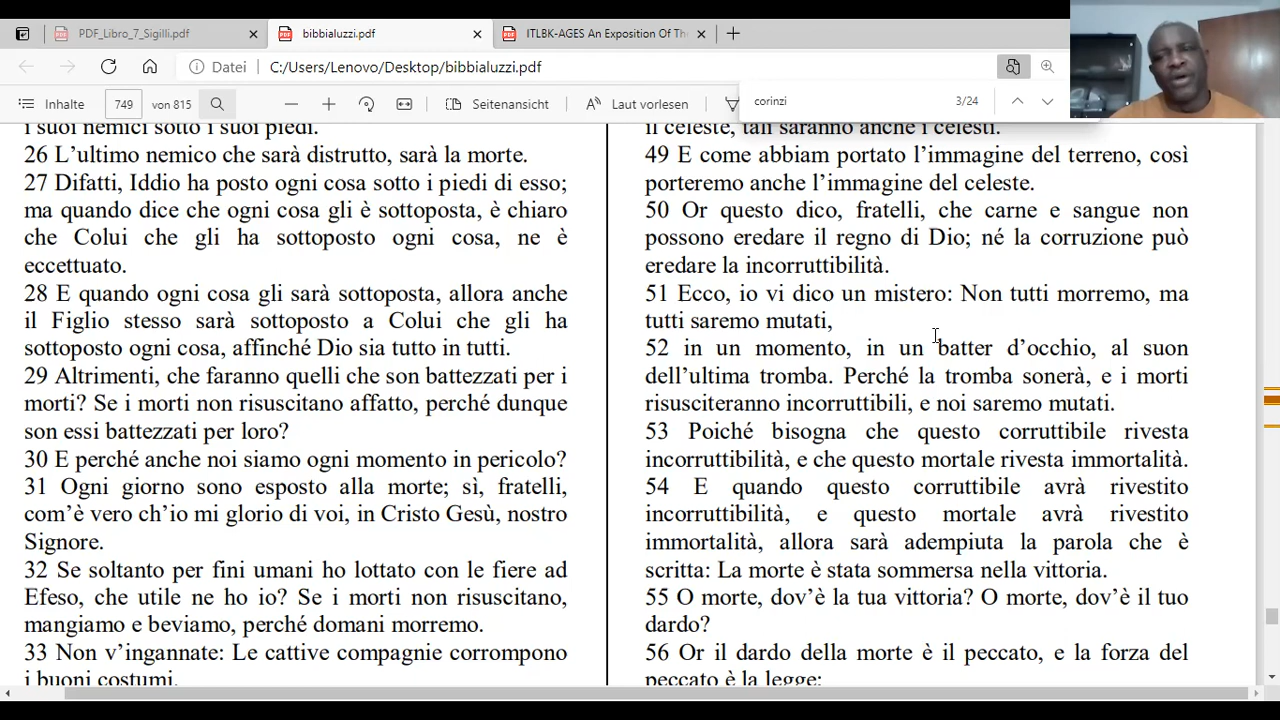 PDF_Libro_7_Sigilli.pdf
bibbialuzzi.pdf
ITLBK-AGES An Exposition Of The
Datei
C:/Users/Lenovo/Desktop/bibbialuzzi.pdf
Inhalte
749
von 815
Seitenansicht
Laut vorlesen
corinzi
3/24
i suoi nemici sotto i suoi piedi.
26 L’ultimo nemico che sarà distrutto, sarà la morte.
27 Difatti, Iddio ha posto ogni cosa sotto i piedi di esso;
ma quando dice che ogni cosa gli è sottoposta, è chiaro
che Colui che gli ha sottoposto ogni cosa, ne è
eccettuato.
28 E quando ogni cosa gli sarà sottoposta, allora anche
il Figlio stesso sarà sottoposto a Colui che gli ha
sottoposto ogni cosa, affinché Dio sia tutto in tutti.
29 Altrimenti, che faranno quelli che son battezzati per i
morti? Se i morti non risuscitano affatto, perché dunque
son essi battezzati per loro?
30 E perché anche noi siamo ogni momento in pericolo?
31 Ogni giorno sono esposto alla morte; sì, fratelli,
com’è vero ch’io mi glorio di voi, in Cristo Gesù, nostro
Signore.
32 Se soltanto per fini umani ho lottato con le fiere ad
Efeso, che utile ne ho io? Se i morti non risuscitano,
mangiamo e beviamo, perché domani morremo.
33 Non v’ingannate: Le cattive compagnie corrompono
i buoni costumi.
il celeste, tali saranno anche i celesti.
49 E come abbiam portato l’immagine del terreno, così
porteremo anche l’immagine del celeste.
50 Or questo dico, fratelli, che carne e sangue non
possono eredare il regno di Dio; né la corruzione può
eredare la incorruttibilità.
51 Ecco, io vi dico un mistero: Non tutti morremo, ma
tutti saremo mutati,
52 in un momento, in un batter d’occhio, al suon
dell’ultima tromba. Perché la tromba sonerà, e i morti
risusciteranno incorruttibili, e noi saremo mutati.
53 Poiché bisogna che questo corruttibile rivesta
incorruttibilità, e che questo mortale rivesta immortalità.
54 E quando questo corruttibile avrà rivestito
incorruttibilità, e questo mortale avrà rivestito
immortalità, allora sarà adempiuta la parola che è
scritta: La morte è stata sommersa nella vittoria.
55 O morte, dov’è la tua vittoria? O morte, dov’è il tuo
dardo?
56 Or il dardo della morte è il peccato, e la forza del
peccato è la legge;